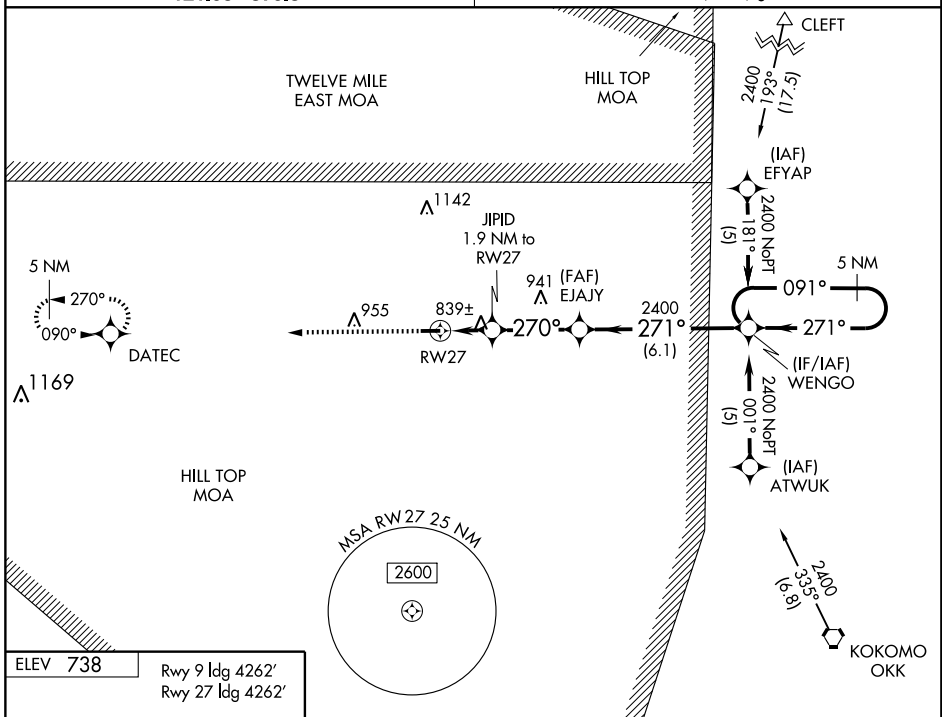 CLEFT
2400
193°
(17.5)
TWELVE MILE
EAST MOA
HILL TOP
MOA
(IAF)
EFYAP
2400 NoPT
181°
(5)
1142
JIPID
1.9 NM to
RW27
5 NM
270°
090°
DATEC
955
839±
941
(FAF)
EJAJY
2400
270°
271°
(6.1)
RW27
091°
5 NM
271°
(IF/IAF)
WENGO
1169
2400 NoPT
001°
(5)
(IAF)
ATWUK
HILL TOP
MOA
MSA RW27 25 NM
2600
2400
335°
(6.8)
KOKOMO
OKK
ELEV 738
Rwy 9 ldg 4262'
Rwy 27 ldg 4262'